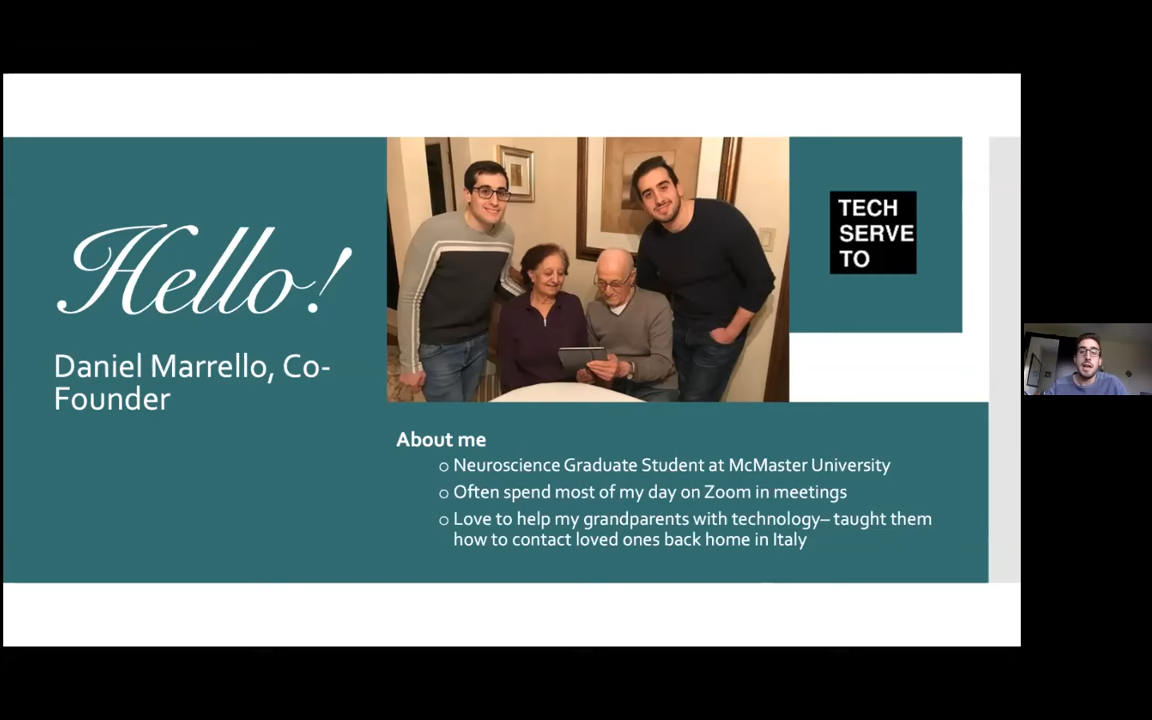 Hello!
Daniel Marrello, Co-
Founder
TECH
SERVE
TO
About me
o Neuroscience Graduate Student at McMaster University
o Often spend most of my day on Zoom in meetings
o Love to help my grandparents with technology– taught them
how to contact loved ones back home in Italy